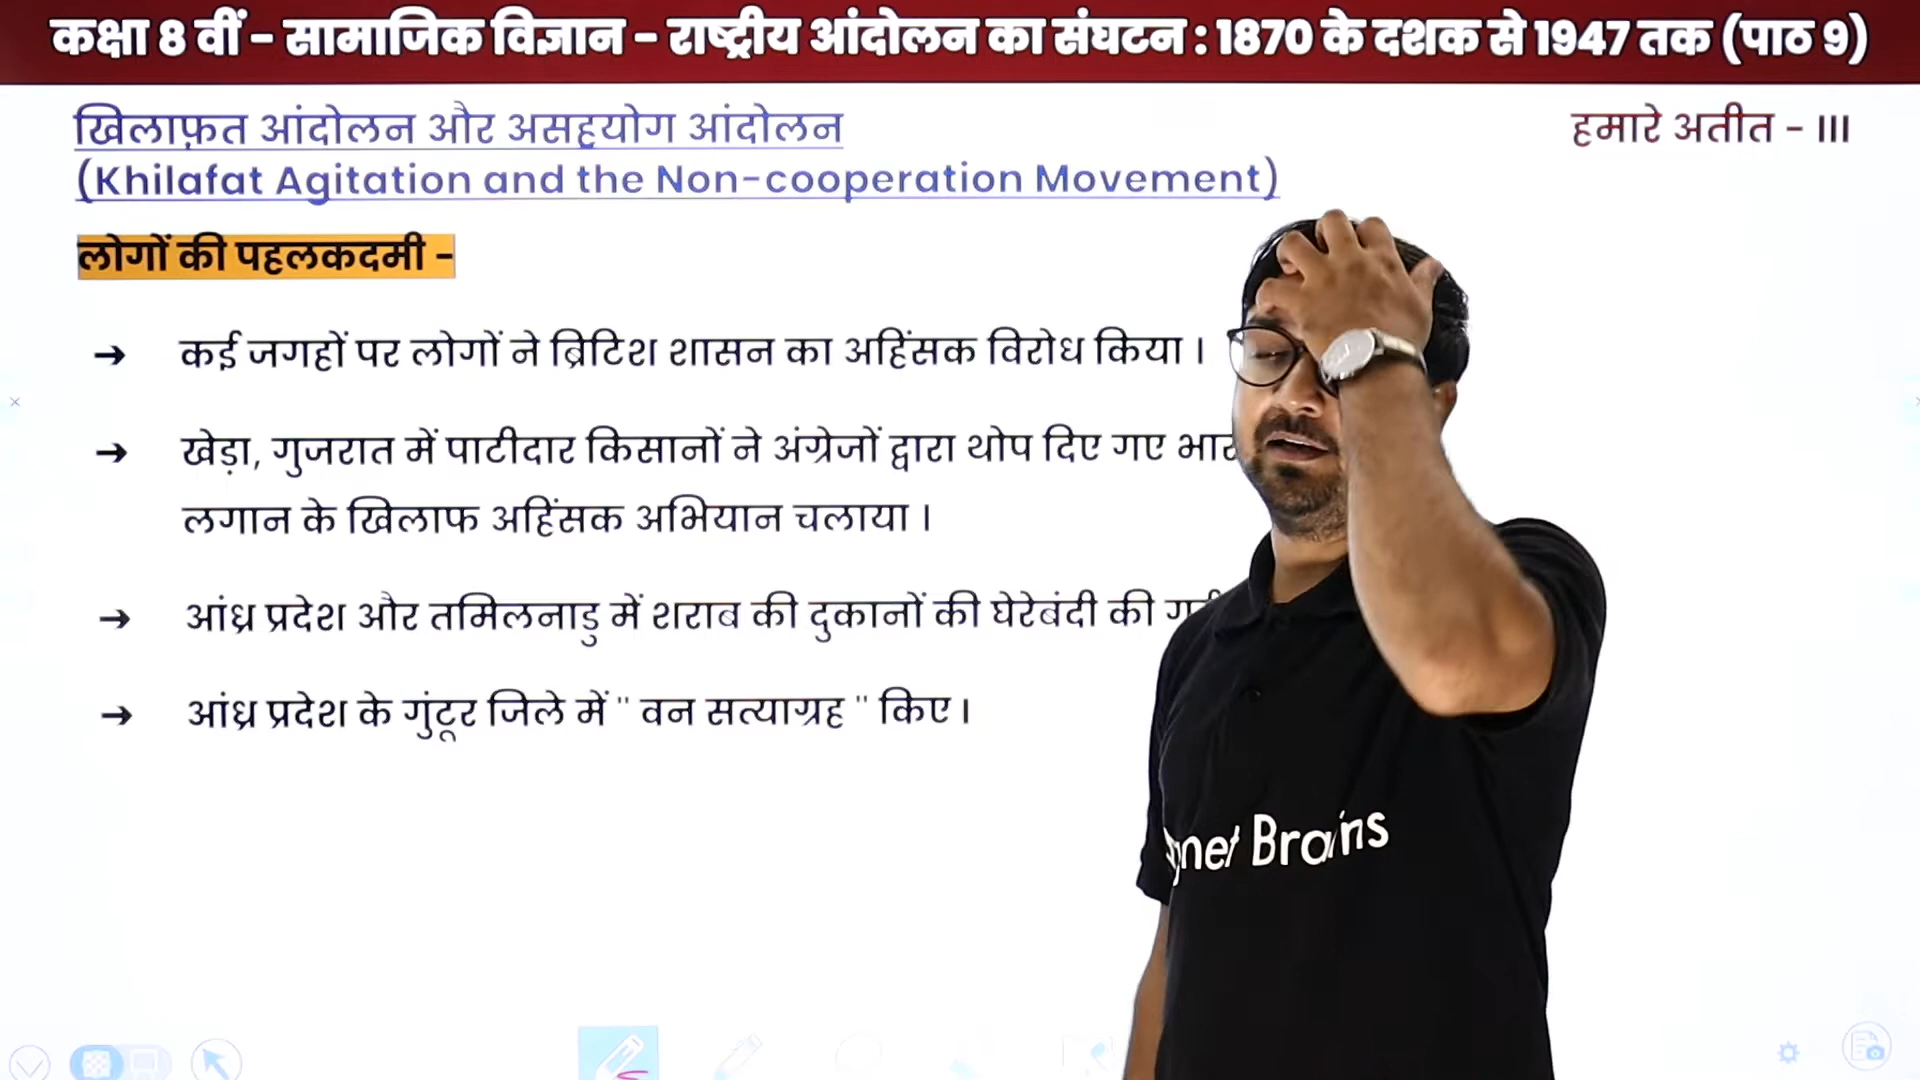 कक्षा 8 वीं - सामाजिक विज्ञान - राष्ट्रीय आंदोलन का संघटन : 1870 के दशक से 1947 तक (पाठ 9)
खिलाफ़त आंदोलन और असहयोग आंदोलन
हमारे अतीत - III
(Khilafat Agitation and the Non-cooperation Movement)
लोगों की पहलकदमी -
→ कई जगहों पर लोगों ने ब्रिटिश शासन का अहिंसक विरोध किया ।
→ खेड़ा, गुजरात में पाटीदार किसानों ने अंग्रेजों द्वारा थोप दिए गए
लगान के खिलाफ अहिंसक अभियान चलाया ।
→ आंध्र प्रदेश और तमिलनाडु में शराब की दुकानों की घेरेबंदी की
→ आंध्र प्रदेश के गुंटूर जिले में " वन सत्याग्रह " किए ।
Brains